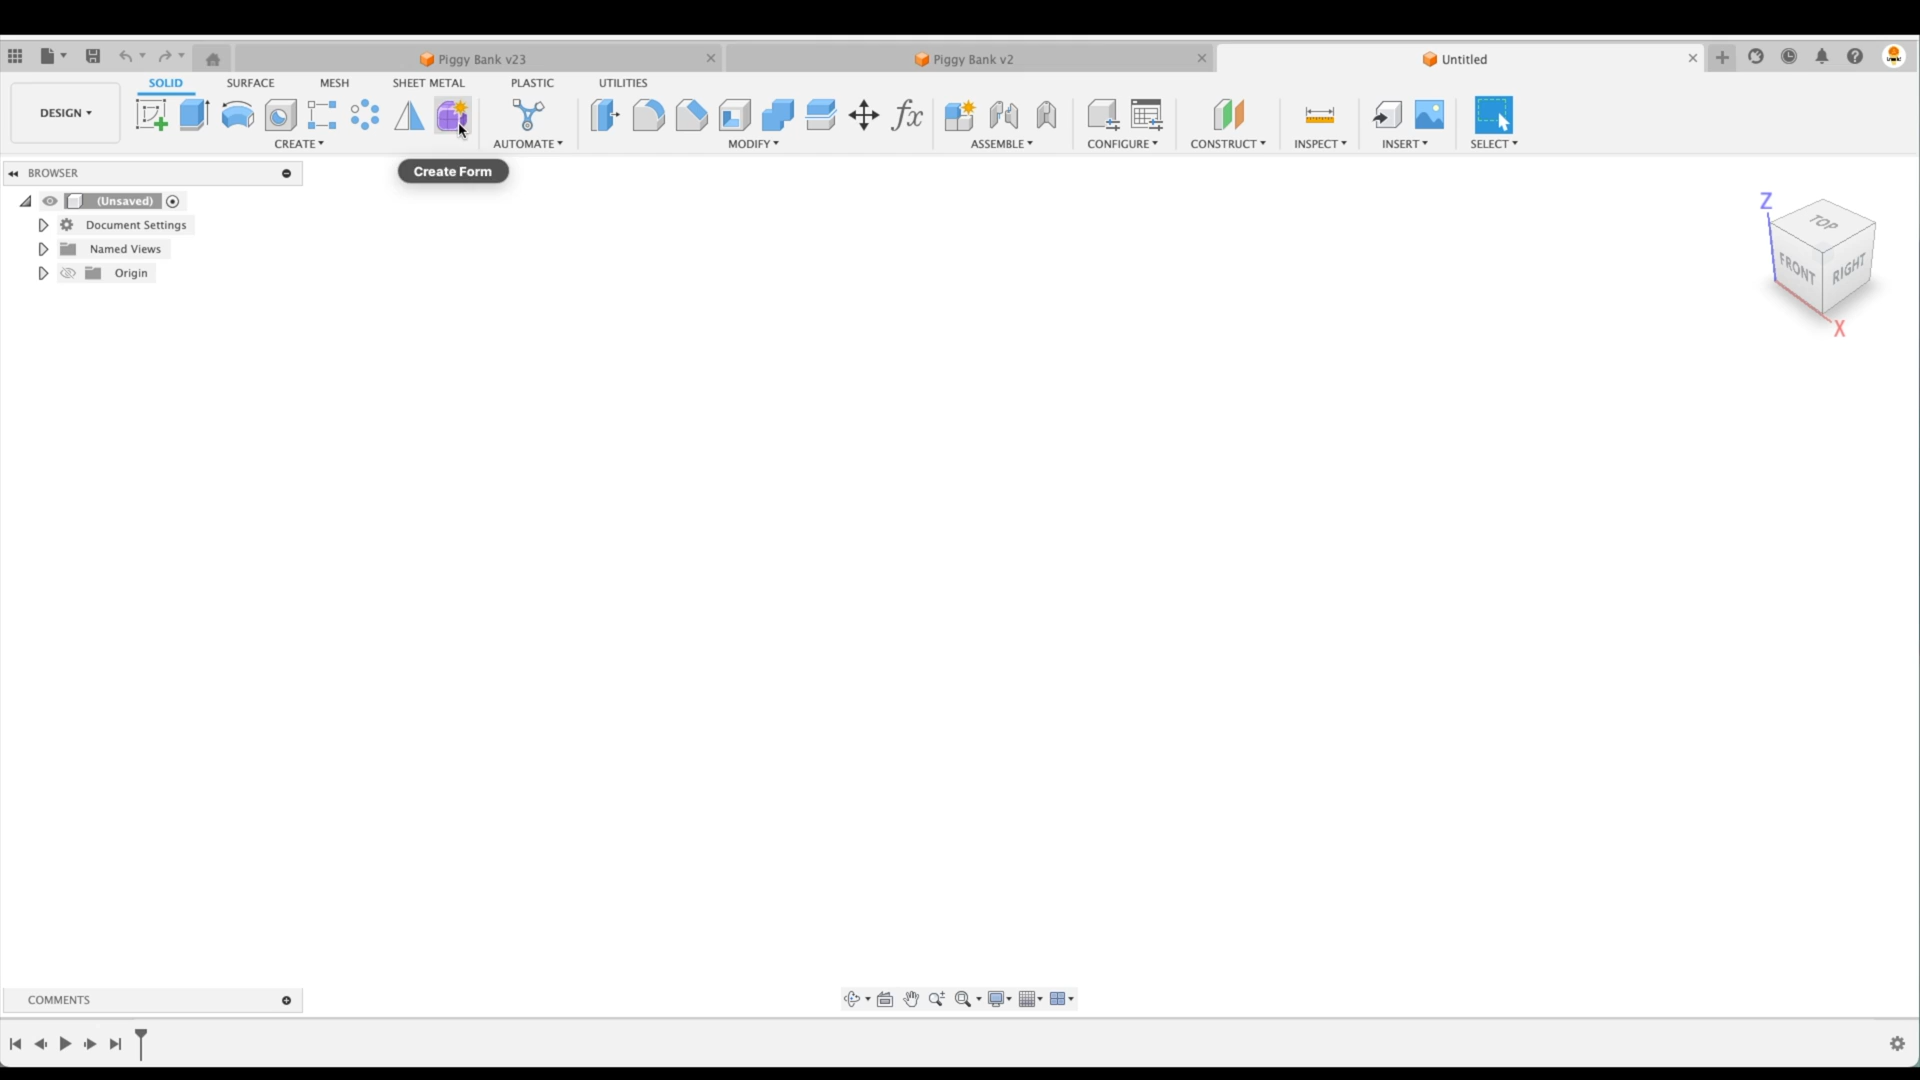 Piggy Bank v23
Piggy Bank v2
Untitled
SOLID SURFACE MESH SHEET METAL PLASTIC UTILITIES
DESIGN
fx
CREATE AUTOMATE MODIFY ASSEMBLE CONFIGURE CONSTRUCT INSPECT INSERT SELECT
Create Form
BROWSER
(Unsaved)
Document Settings
Named Views
Origin
Z
TOP
FRONT
RIGHT
X
COMMENTS